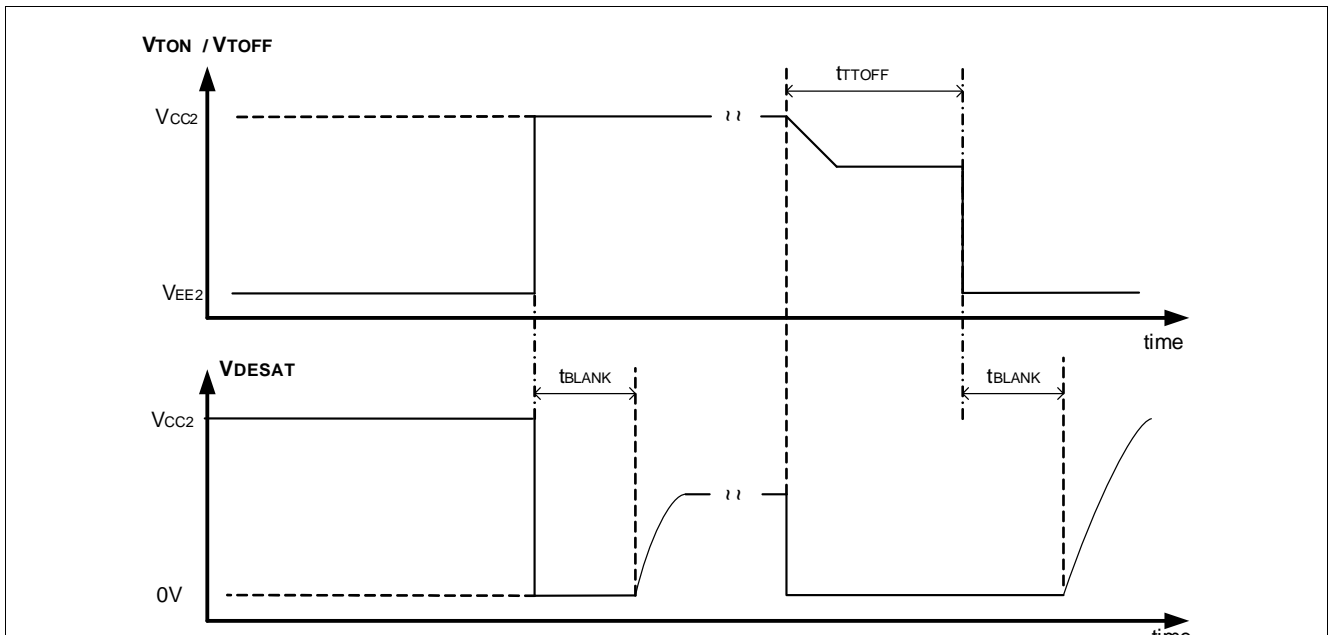 VTON / VTOFF
tTTOFF
VCC2
VEE2
time
VDESAT
tBLANK
tBLANK
VCC2
0V
time